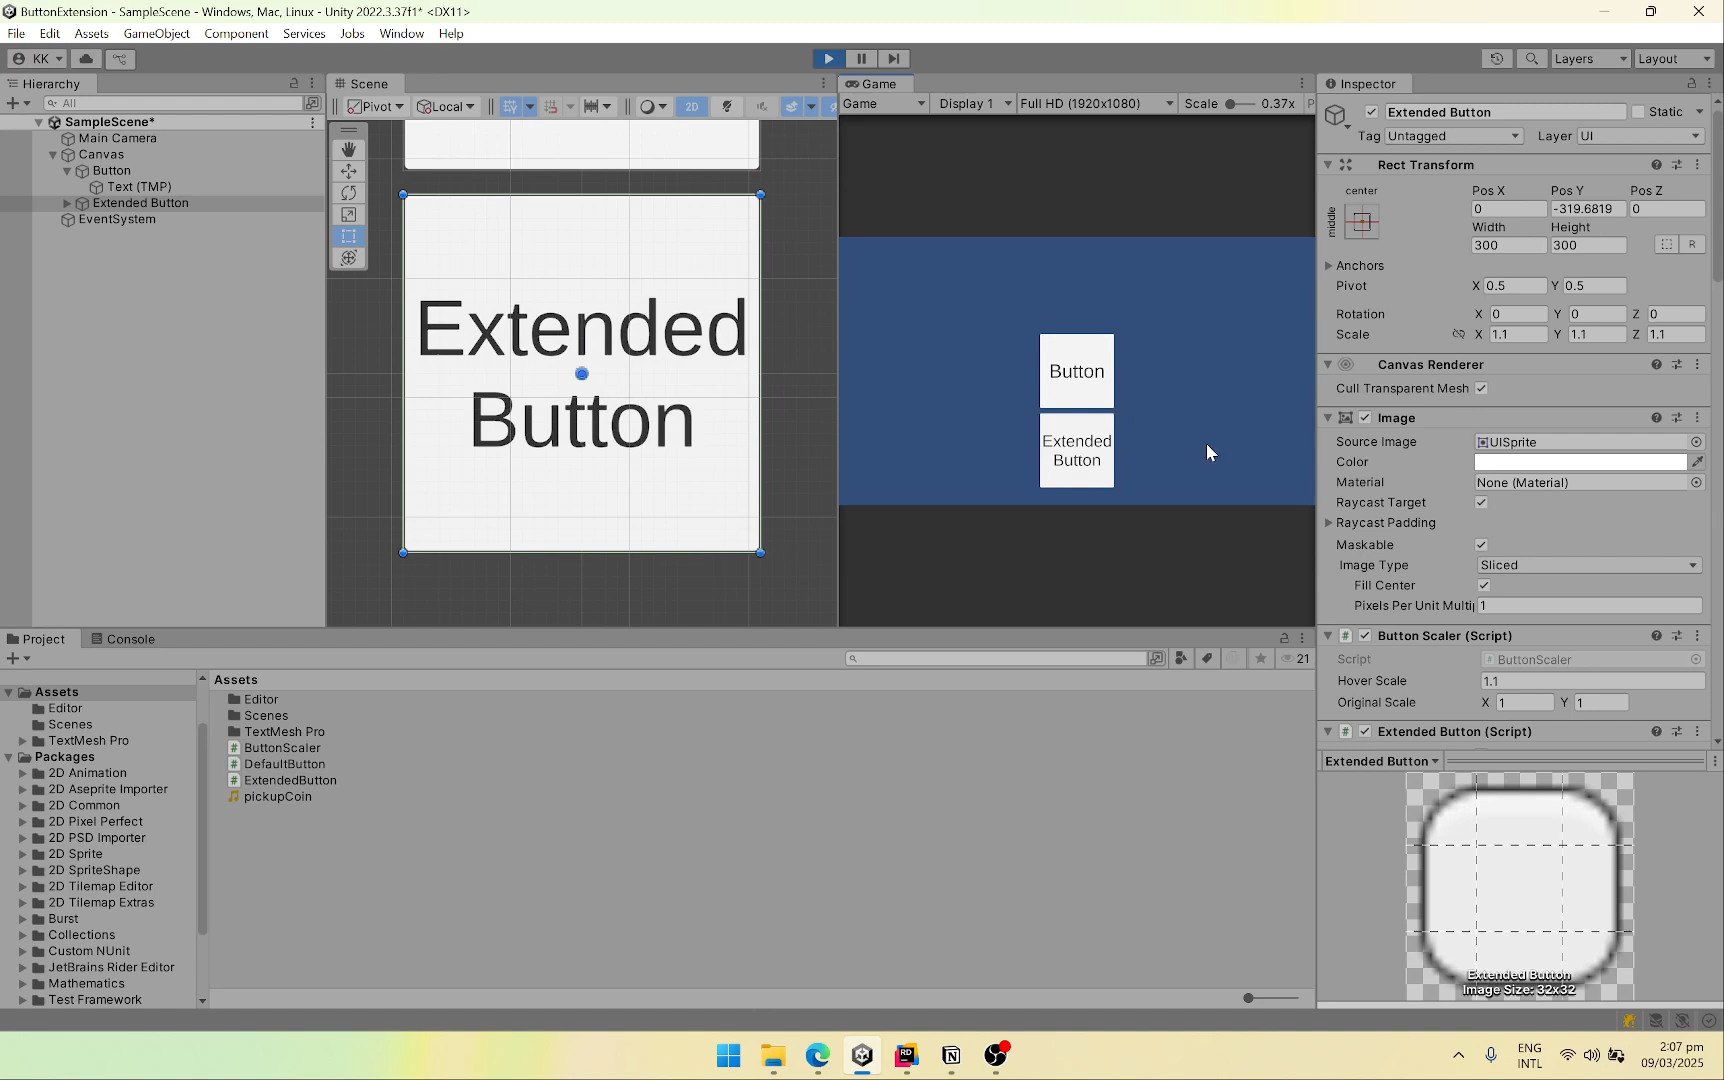 ButtonExtension - SampleScene - Windows, Mac, Linux - Unity 2022.3.37f1* <DX11>
File Edit Assets GameObject Component Services Jobs Window Help
KK Layers Layout
Hierarchy
All
SampleScene*
Main Camera
Canvas
Button
Text (TMP)
Extended Button
EventSystem
Scene
Pivot Local 2D
Extended
Button
Game
Game Display 1 Full HD (1920x1080) Scale 0.37x P
Button
Extended
Button
Inspector
Extended Button Static
Tag Untagged Layer UI
Rect Transform
center
middle
Pos X Pos Y Pos Z
0 -319.6819 0
Width Height
300 300 R
Anchors
Pivot X 0.5 Y 0.5
Rotation X 0 Y 0 Z 0
Scale X 1.1 Y 1.1 Z 1.1
Canvas Renderer
Cull Transparent Mesh
Image
Source Image UISprite
Color
Material None (Material)
Raycast Target
Raycast Padding
Maskable
Image Type Sliced
Fill Center
Pixels Per Unit Multi 1
Button Scaler (Script)
Script ButtonScaler
Hover Scale 1.1
Original Scale X 1 Y 1
Extended Button (Script)
Extended Button
Extended Button
Image Size: 32x32
Project Console
21
Assets
Editor
Scenes
TextMesh Pro
Packages
2D Animation
2D Aseprite Importer
2D Common
2D Pixel Perfect
2D PSD Importer
2D Sprite
2D SpriteShape
2D Tilemap Editor
2D Tilemap Extras
Burst
Collections
Custom NUnit
JetBrains Rider Editor
Mathematics
Test Framework
Assets
Editor
Scenes
TextMesh Pro
ButtonScaler
DefaultButton
ExtendedButton
pickupCoin
RD
N
ENG
INTL
2:07 pm
09/03/2025